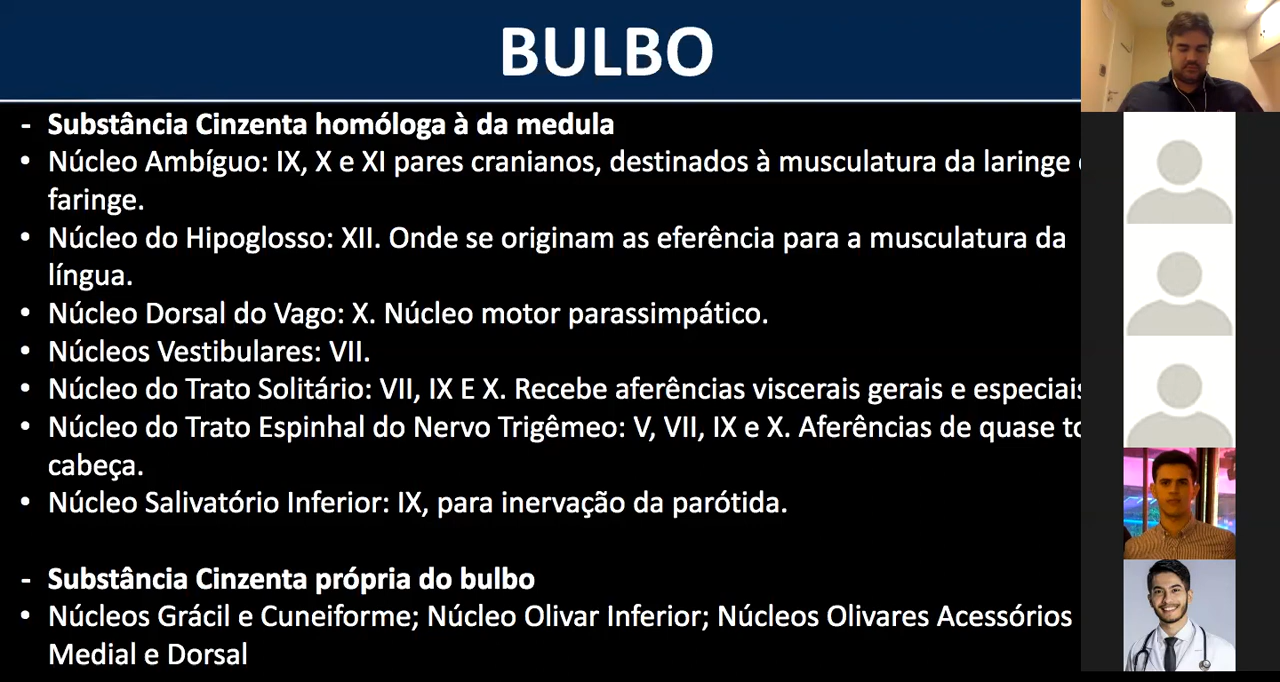 BULBO
- Substância Cinzenta homóloga à da medula
• Núcleo Ambíguo: IX, X e XI pares cranianos, destinados à musculatura da laringe
faringe.
• Núcleo do Hipoglosso: XII. Onde se originam as eferência para a musculatura da
língua.
• Núcleo Dorsal do Vago: X. Núcleo motor parassimpático.
• Núcleos Vestibulares: VII.
• Núcleo do Trato Solitário: VII, IX E X. Recebe aferências viscerais gerais e especiais
• Núcleo do Trato Espinhal do Nervo Trigêmeo: V, VII, IX e X. Aferências de quase
cabeça.
• Núcleo Salivatório Inferior: IX, para inervação da parótida.
- Substância Cinzenta própria do bulbo
• Núcleos Grácil e Cuneiforme; Núcleo Olivar Inferior; Núcleos Olivares Acessórios
Medial e Dorsal